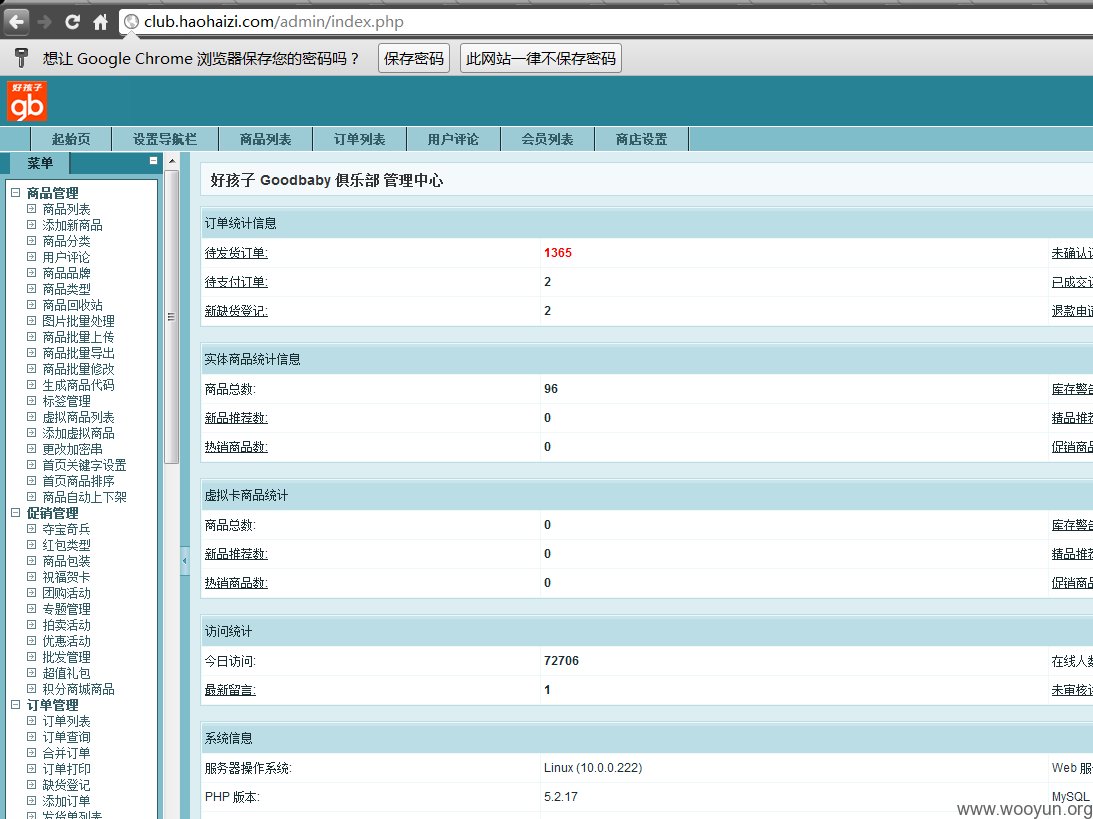 club.haohaizi.com/admin/index.php
想让 Google Chrome 浏览器保存您的密码吗？ 保存密码 此网站一律不保存密码
好孩子
gb
起始页 设置导航栏 商品列表 订单列表 用户评论 会员列表 商店设置
菜单
商品管理
商品列表
添加新商品
商品分类
用户评论
商品品牌
商品类型
商品回收站
图片批量处理
商品批量上传
商品批量导出
商品批量修改
生成商品代码
标签管理
虚拟商品列表
添加虚拟商品
更改加密串
首页关键字设置
首页商品排序
商品自动上下架
促销管理
夺宝奇兵
红包类型
商品包装
祝福贺卡
团购活动
专题管理
拍卖活动
优惠活动
批发管理
超值礼包
积分商城商品
订单管理
订单列表
订单查询
合并订单
订单打印
缺货登记
添加订单
发货单列表
好孩子 Goodbaby 俱乐部 管理中心
订单统计信息
待发货订单: 1365 未确认
待支付订单: 2 已成交
新缺货登记: 2 退款申
实体商品统计信息
商品总数: 96 库存警
新品推荐数: 0 精品推
热销商品数: 0 促销商
虚拟卡商品统计
商品总数: 0 库存警
新品推荐数: 0 精品推
热销商品数: 0 促销商
访问统计
今日访问: 72706 在线人
最新留言: 1 未审核
系统信息
服务器操作系统: Linux (10.0.0.222) Web 服
PHP 版本: 5.2.17 MySQL
www.wooyun.org